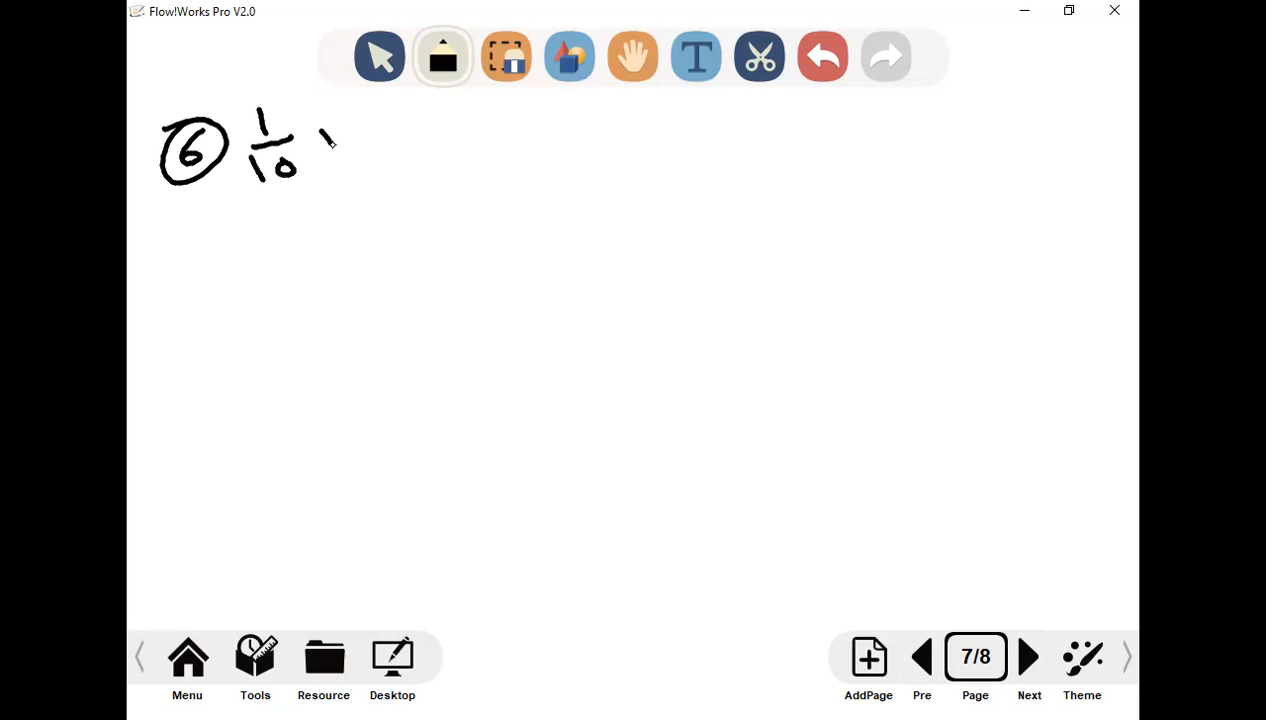 Flow!Works Pro V2.0
T
⑥ 1/10
7/8
Menu Tools Resource Desktop AddPage Pre Page Next Theme